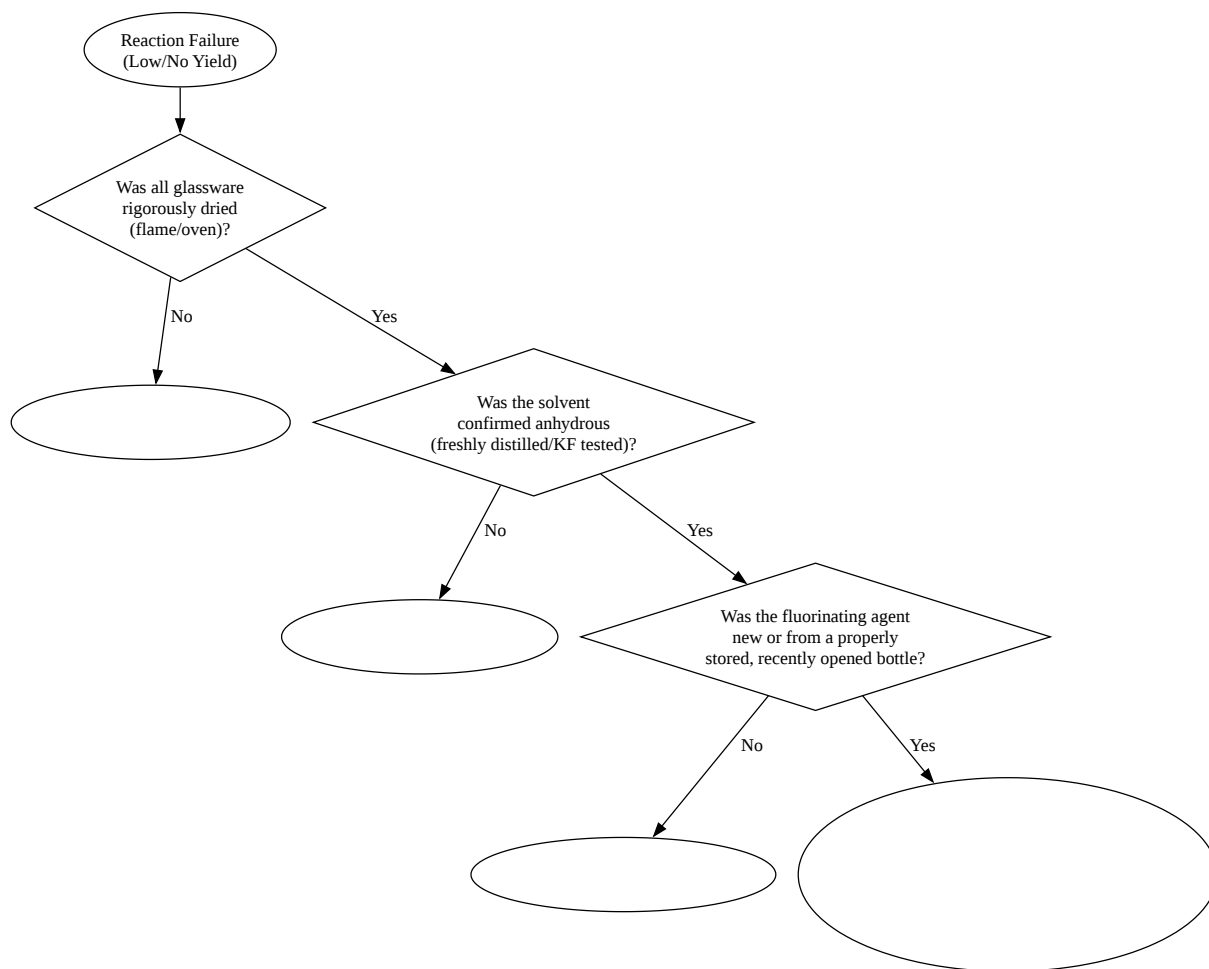 Reaction Failure
(Low/No Yield)
Was all glassware
rigorously dried
(flame/oven)?
No
Yes
Was the solvent
confirmed anhydrous
(freshly distilled/KF tested)?
No
Yes
Was the fluorinating agent
new or from a properly
stored, recently opened bottle?
No
Yes